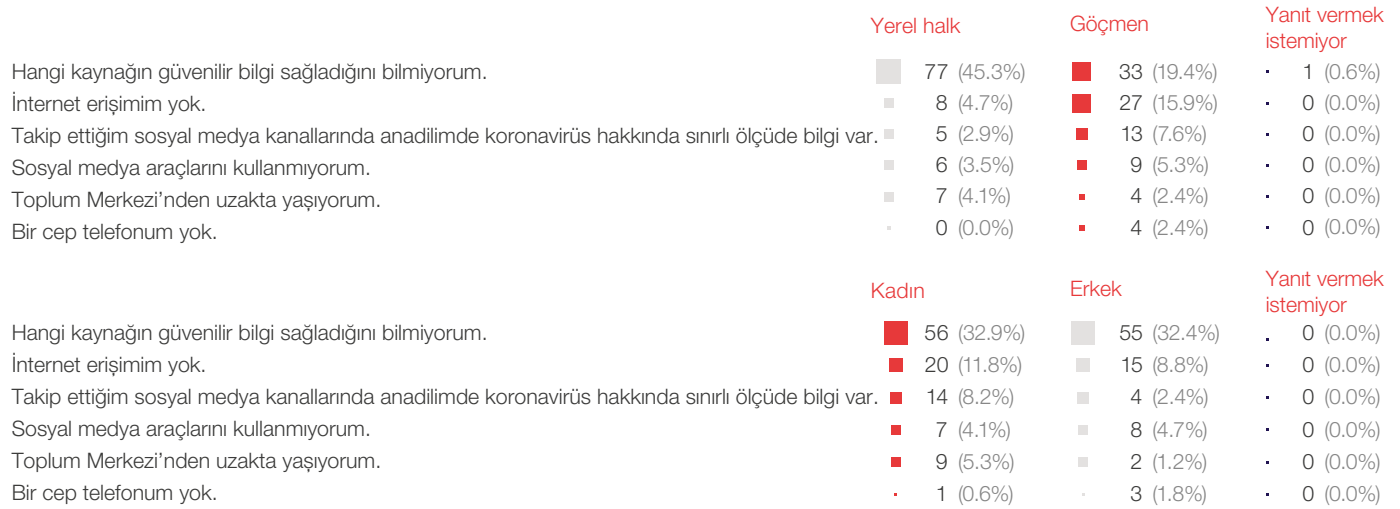 Yerel halk Göçmen Yanıt vermek istemiyor
Hangi kaynağın güvenilir bilgi sağladığını bilmiyorum. 77 (45.3%) 33 (19.4%) 1 (0.6%)
İnternet erişimim yok. 8 (4.7%) 27 (15.9%) 0 (0.0%)
Takip ettiğim sosyal medya kanallarında anadilimde koronavirüs hakkında sınırlı ölçüde bilgi var. 5 (2.9%) 13 (7.6%) 0 (0.0%)
Sosyal medya araçlarını kullanmıyorum. 6 (3.5%) 9 (5.3%) 0 (0.0%)
Toplum Merkezi’nden uzakta yaşıyorum. 7 (4.1%) 4 (2.4%) 0 (0.0%)
Bir cep telefonum yok. 0 (0.0%) 4 (2.4%) 0 (0.0%)
Kadın Erkek Yanıt vermek istemiyor
Hangi kaynağın güvenilir bilgi sağladığını bilmiyorum. 56 (32.9%) 55 (32.4%) 0 (0.0%)
İnternet erişimim yok. 20 (11.8%) 15 (8.8%) 0 (0.0%)
Takip ettiğim sosyal medya kanallarında anadilimde koronavirüs hakkında sınırlı ölçüde bilgi var. 14 (8.2%) 4 (2.4%) 0 (0.0%)
Sosyal medya araçlarını kullanmıyorum. 7 (4.1%) 8 (4.7%) 0 (0.0%)
Toplum Merkezi’nden uzakta yaşıyorum. 9 (5.3%) 2 (1.2%) 0 (0.0%)
Bir cep telefonum yok. 1 (0.6%) 3 (1.8%) 0 (0.0%)